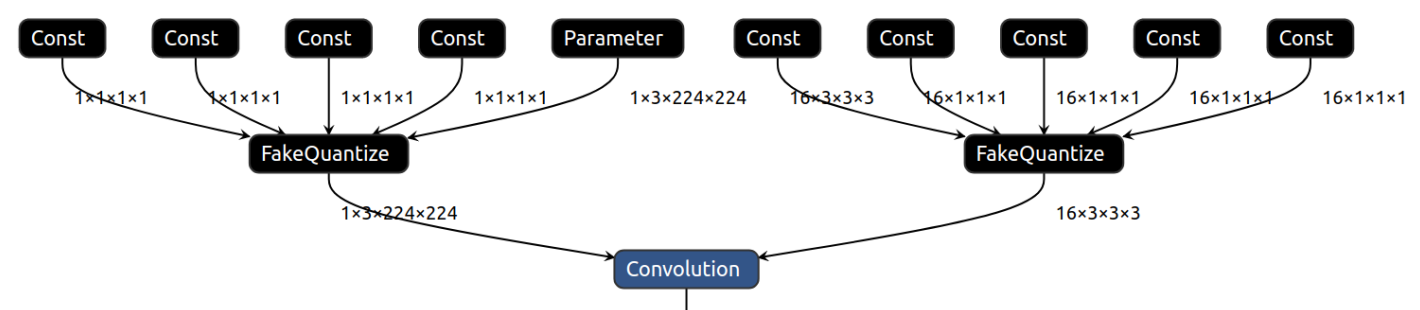 Const Const Const Const Parameter Const Const Const Const Const
1×1×1×1 1×1×1×1 1×1×1×1 1×1×1×1 1×3×224×224 16×3×3×3 16×1×1×1 16×1×1×1 16×1×1×1 16×1×1×1
FakeQuantize FakeQuantize
1×3×224×224 16×3×3×3
Convolution